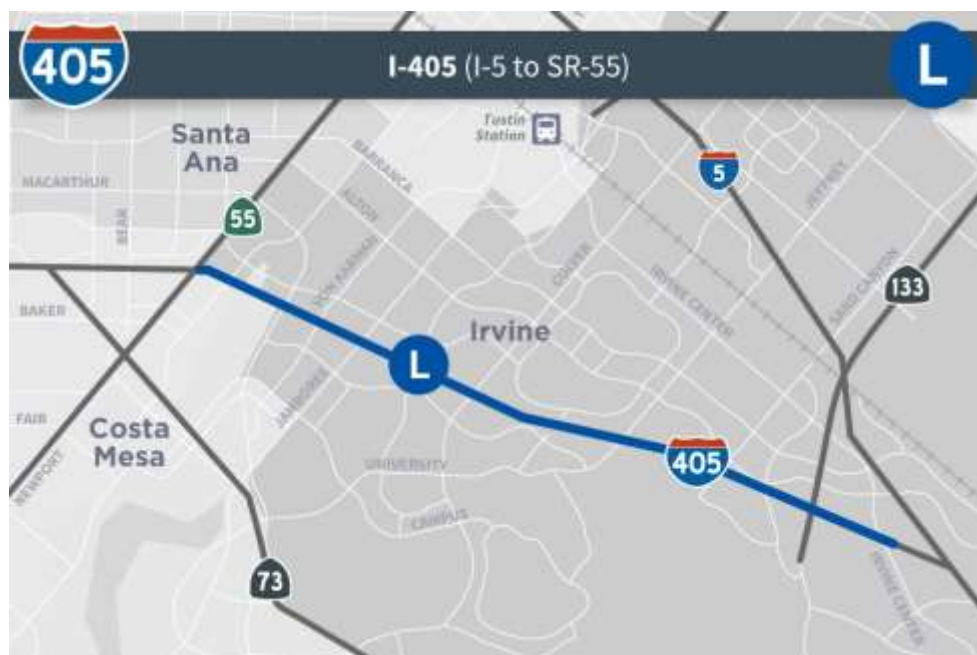 405
I-405 (I-5 to SR-55)
L
Tustin
Station
Santa
Ana
BARRANCA
5
MACARTHUR
JEFFREY
ALTON
55
BEAR
CULVER
VON KARMAN
IRVINE CENTER
SAND CANYON
133
BAKER
Irvine
L
JAMBOREE
FAIR
Costa
Mesa
405
UNIVERSITY
NEWPORT
CAMPUS
73
IRVINE CENTER